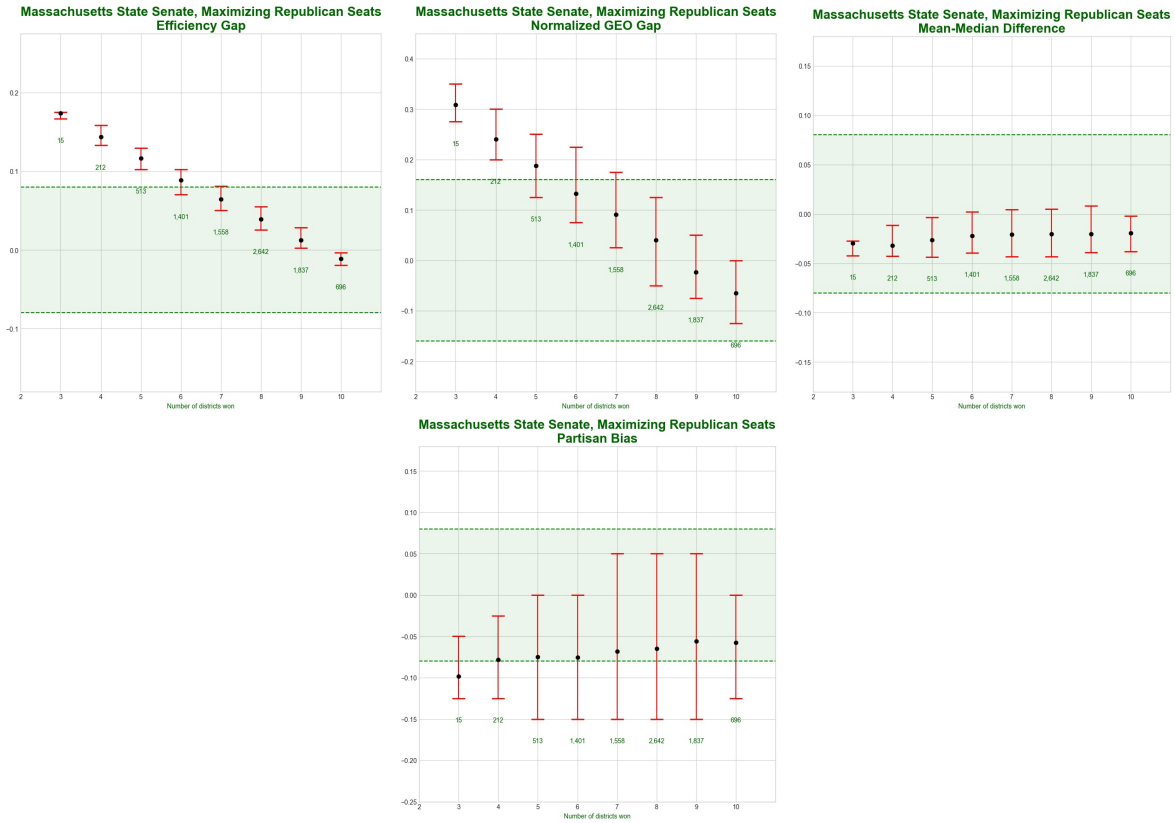 Massachusetts State Senate, Maximizing Republican Seats
Efficiency Gap
0.2
0.1
0.0
−0.1
15
212
513
1,401
1,558
2,642
1,837
696
2 3 4 5 6 7 8 9 10
Number of districts won
Massachusetts State Senate, Maximizing Republican Seats
Normalized GEO Gap
0.4
0.3
0.2
0.1
0.0
−0.1
−0.2
15
212
513
1,401
1,558
2,642
1,837
696
2 3 4 5 6 7 8 9 10
Number of districts won
Massachusetts State Senate, Maximizing Republican Seats
Mean-Median Difference
0.15
0.10
0.05
0.00
−0.05
−0.10
−0.15
15 212 513 1,401 1,558 2,642 1,837 696
2 3 4 5 6 7 8 9 10
Number of districts won
Massachusetts State Senate, Maximizing Republican Seats
Partisan Bias
0.15
0.10
0.05
0.00
−0.05
−0.10
−0.15
−0.20
−0.25
15 212 696
513 1,401 1,558 2,642 1,837
2 3 4 5 6 7 8 9 10
Number of districts won